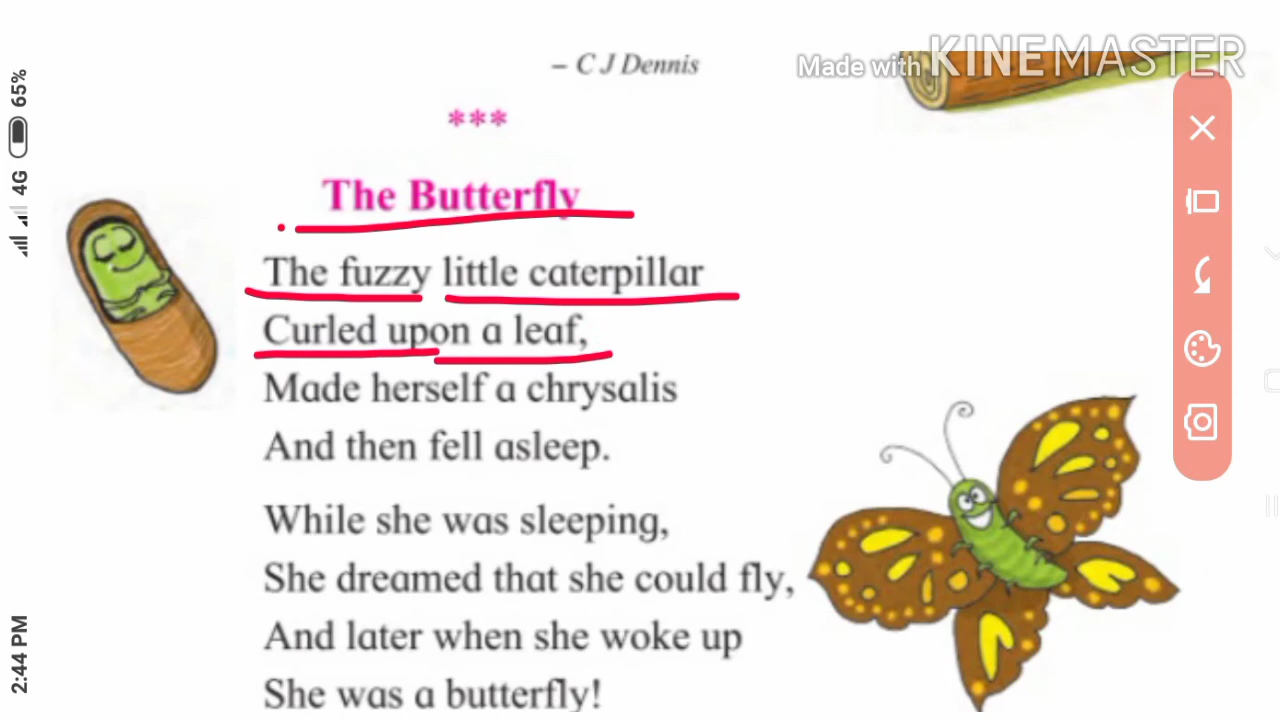 – C J Dennis
Made with KINEMASTER
***
The Butterfly
The fuzzy little caterpillar
Curled upon a leaf,
Made herself a chrysalis
And then fell asleep.
While she was sleeping,
She dreamed that she could fly,
And later when she woke up
She was a butterfly!
65%
4G
2:44 PM